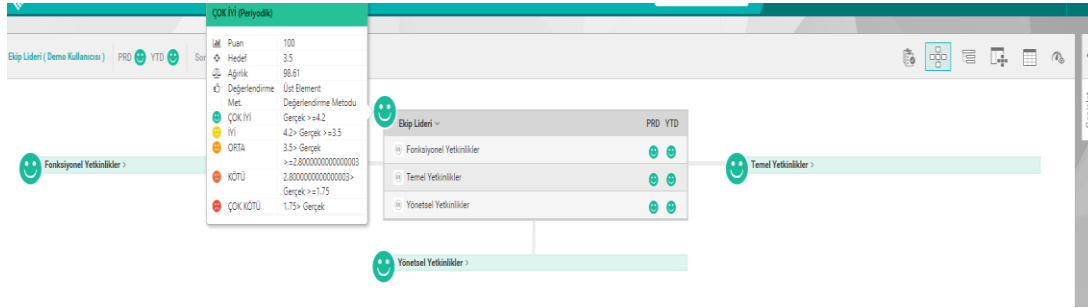 ÇOK İYİ (Periyodik)
Ekip Lideri ( Demo Kullanıcısı ) PRD YTD
Puan 100
Hedef 3.5
Ağırlık 98.61
Değerlendirme Met. Üst Element Değerlendirme Metodu
ÇOK İYİ Gerçek >=4.2
İYİ 4.2> Gerçek >=3.5
ORTA 3.5> Gerçek >=2.8000000000000003
KÖTÜ 2.8000000000000003> Gerçek >=1.75
ÇOK KÖTÜ 1.75> Gerçek
Ekip Lideri PRD YTD
Fonksiyonel Yetkinlikler
Temel Yetkinlikler
Yönetsel Yetkinlikler
Fonksiyonel Yetkinlikler >
Temel Yetkinlikler >
Yönetsel Yetkinlikler >